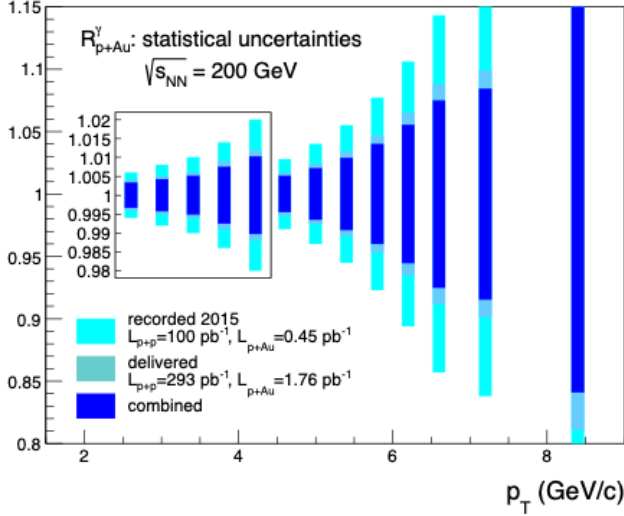 1.15
R^γ_p+Au: statistical uncertainties
√s_NN = 200 GeV
1.1
1.05
1
0.95
0.9
0.85
0.8
1.02
1.015
1.01
1.005
1
0.995
0.99
0.985
0.98
recorded 2015
L_p+p=100 pb⁻¹, L_p+Au=0.45 pb⁻¹
delivered
L_p+p=293 pb⁻¹, L_p+Au=1.76 pb⁻¹
combined
2 4 6 8
p_T (GeV/c)